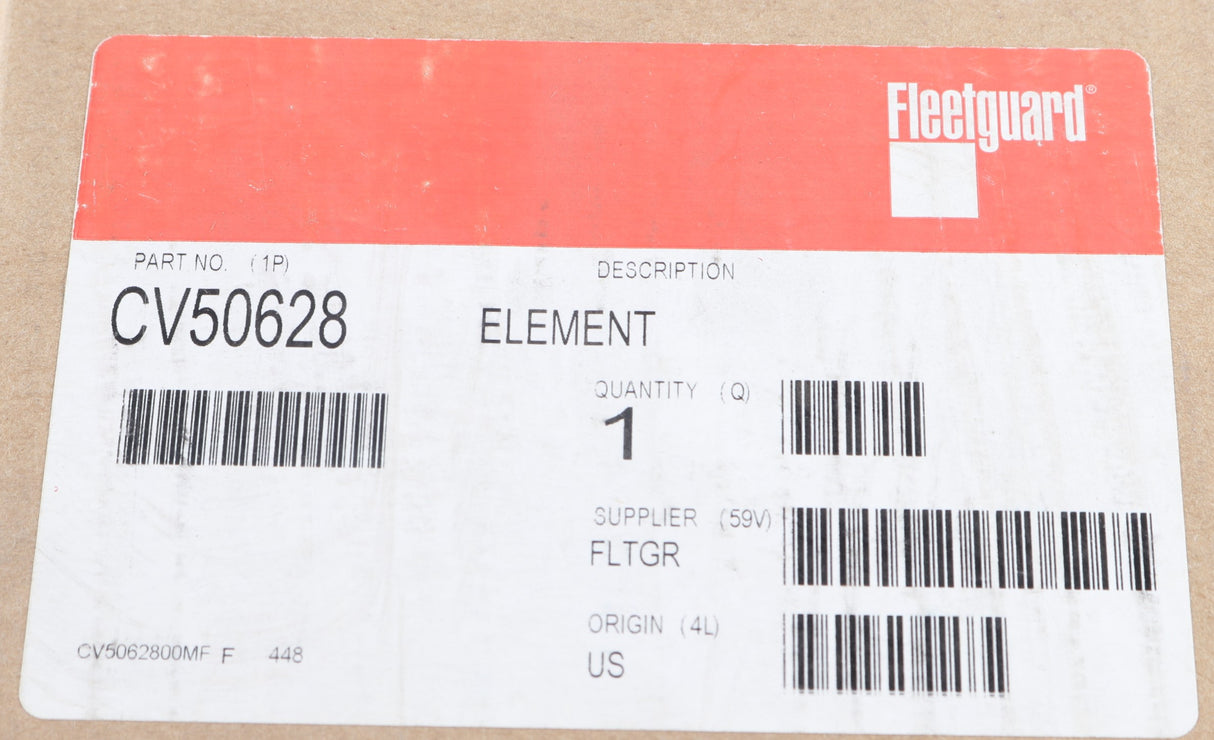 Fleetguard®
PART NO. (1P)
DESCRIPTION
CV50628
ELEMENT
QUANTITY (Q)
1
SUPPLIER (59V)
FLTGR
ORIGIN (4L)
US
CV5062800MF F 448